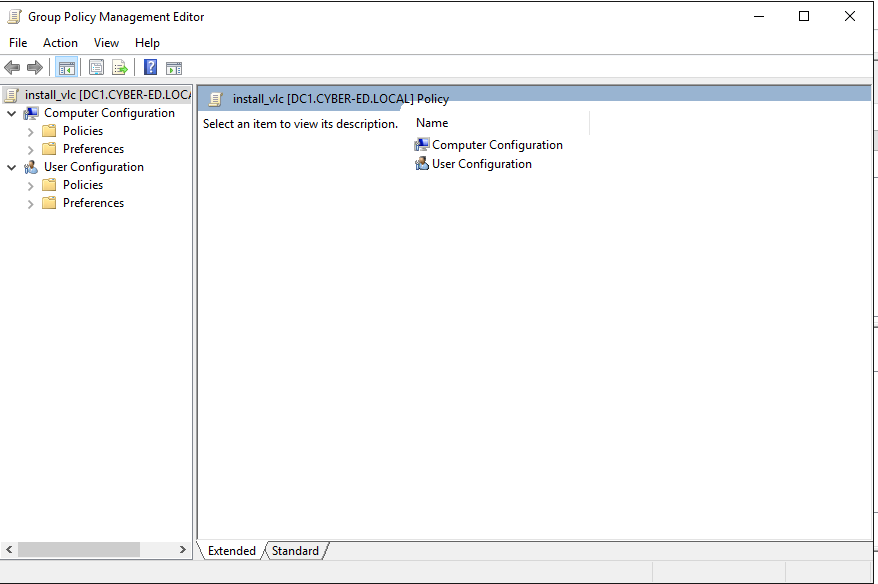 Group Policy Management Editor
File Action View Help
install_vlc [DC1.CYBER-ED.LOCA
Computer Configuration
Policies
Preferences
User Configuration
Policies
Preferences
install_vlc [DC1.CYBER-ED.LOCAL] Policy
Select an item to view its description.
Name
Computer Configuration
User Configuration
Extended Standard